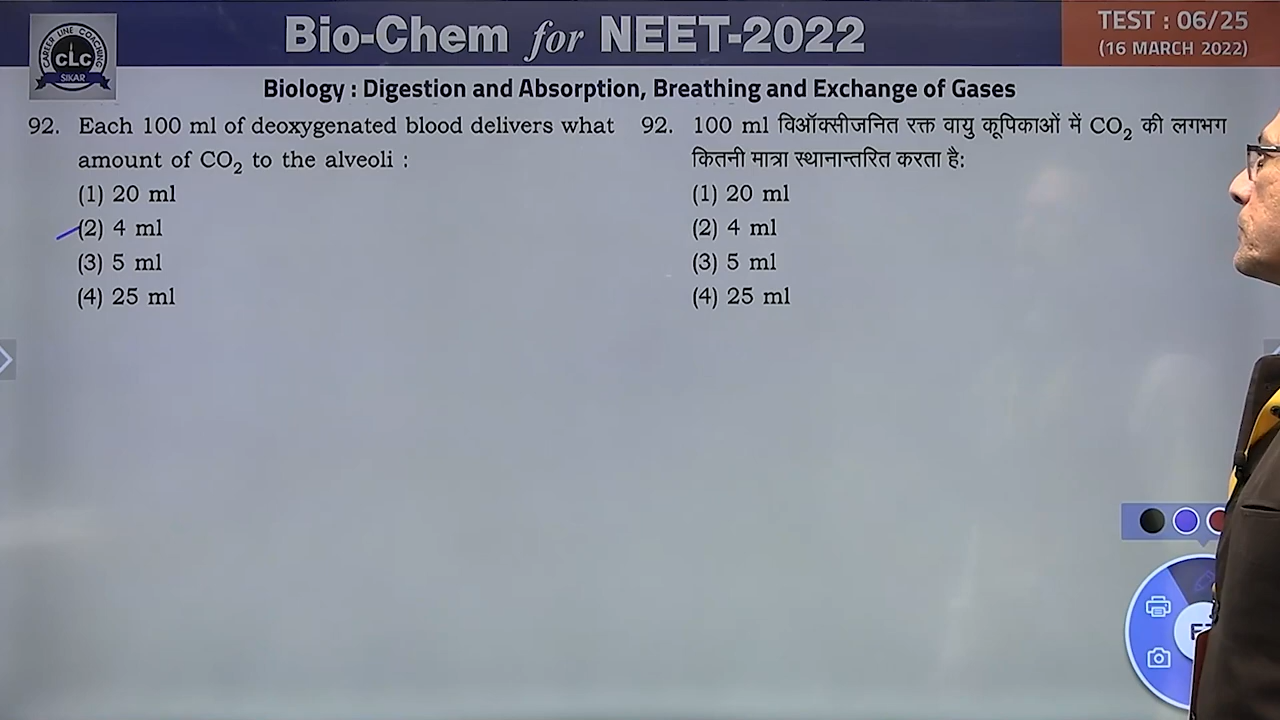 CAREER LINE COACHING
CLC
SIKAR
Bio-Chem for NEET-2022
TEST : 06/25
(16 MARCH 2022)
Biology : Digestion and Absorption, Breathing and Exchange of Gases
92. Each 100 ml of deoxygenated blood delivers what
amount of CO₂ to the alveoli :
(1) 20 ml
(2) 4 ml
(3) 5 ml
(4) 25 ml
92. 100 ml विऑक्सीजनित रक्त वायु कूपिकाओं में CO₂ की लगभग
कितनी मात्रा स्थानान्तरित करता है:
(1) 20 ml
(2) 4 ml
(3) 5 ml
(4) 25 ml